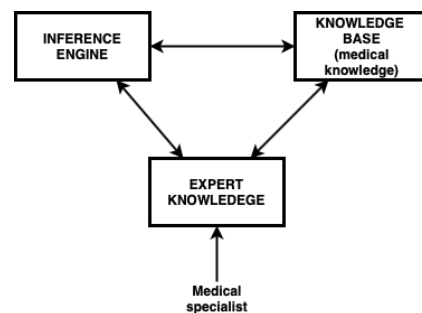 INFERENCE
ENGINE
KNOWLEDGE
BASE
(medical
knowledge)
EXPERT
KNOWLEDEGE
Medical
specialist